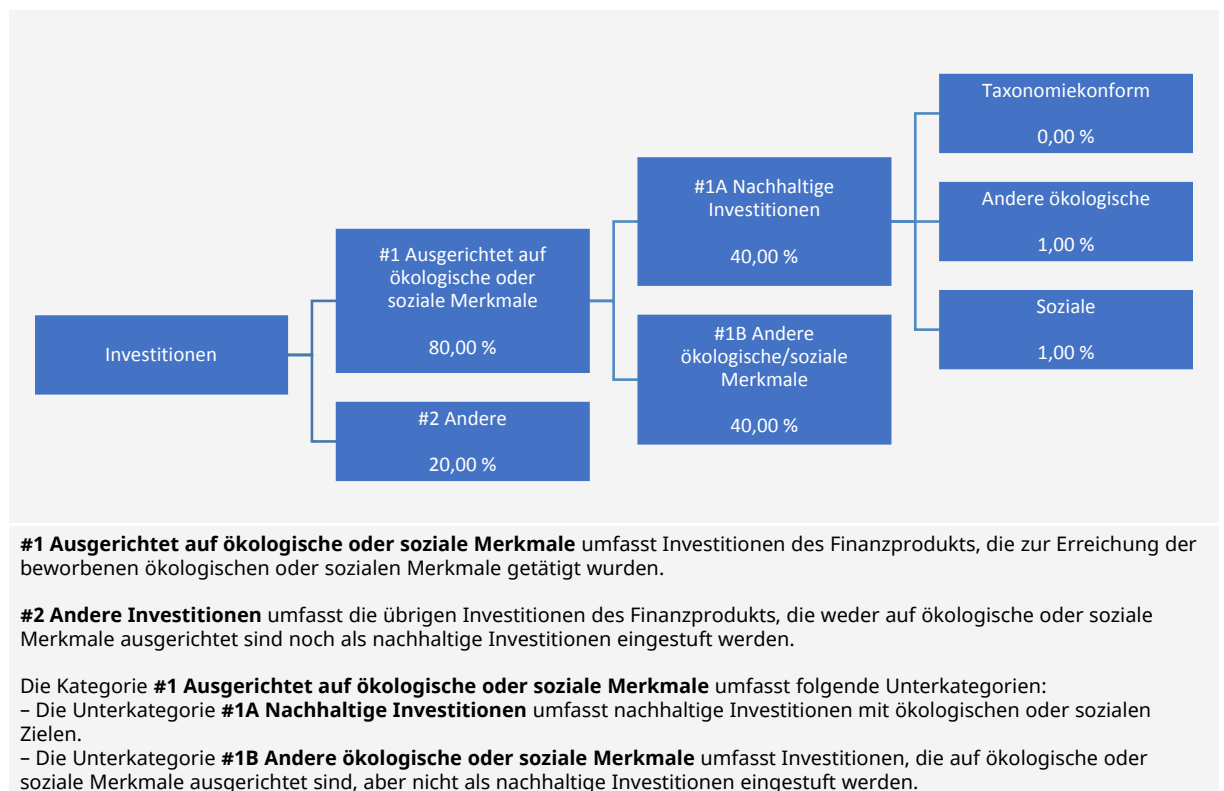 Investitionen
#1 Ausgerichtet auf
ökologische oder
soziale Merkmale
80,00 %
#2 Andere
20,00 %
#1A Nachhaltige
Investitionen
40,00 %
#1B Andere
ökologische/soziale
Merkmale
40,00 %
Taxonomiekonform
0,00 %
Andere ökologische
1,00 %
Soziale
1,00 %
#1 Ausgerichtet auf ökologische oder soziale Merkmale umfasst Investitionen des Finanzprodukts, die zur Erreichung der
beworbenen ökologischen oder sozialen Merkmale getätigt wurden.
#2 Andere Investitionen umfasst die übrigen Investitionen des Finanzprodukts, die weder auf ökologische oder soziale
Merkmale ausgerichtet sind noch als nachhaltige Investitionen eingestuft werden.
Die Kategorie #1 Ausgerichtet auf ökologische oder soziale Merkmale umfasst folgende Unterkategorien:
– Die Unterkategorie #1A Nachhaltige Investitionen umfasst nachhaltige Investitionen mit ökologischen oder sozialen
Zielen.
– Die Unterkategorie #1B Andere ökologische oder soziale Merkmale umfasst Investitionen, die auf ökologische oder
soziale Merkmale ausgerichtet sind, aber nicht als nachhaltige Investitionen eingestuft werden.